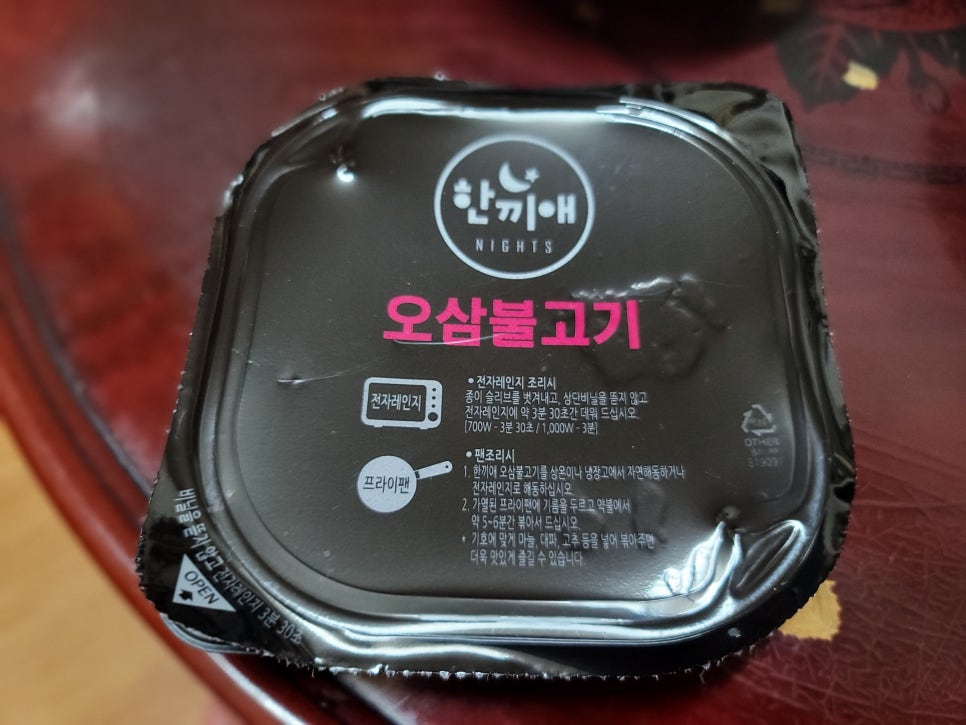 한끼애
NIGHTS
오삼불고기
전자레인지
• 전자레인지 조리시
종이 슬리브를 벗겨내고, 상단비닐을 뜯지 않고
전자레인지에 약 3분 30초간 데워 드십시오.
[700W - 3분 30초 / 1,000W - 3분]
프라이팬
• 팬조리시
1. 한끼애 오삼불고기를 상온이나 냉장고에서 자연해동하거나
전자레인지로 해동하십시오.
2. 가열된 프라이팬에 기름을 두르고 약불에서
약 5~6분간 볶아서 드십시오.
* 기호에 맞게 마늘, 대파, 고추 등을 넣어 볶아주면
더욱 맛있게 즐길 수 있습니다.
OTHER
비닐을 뜯지 않고 전자레인지 3분 30초
OPEN